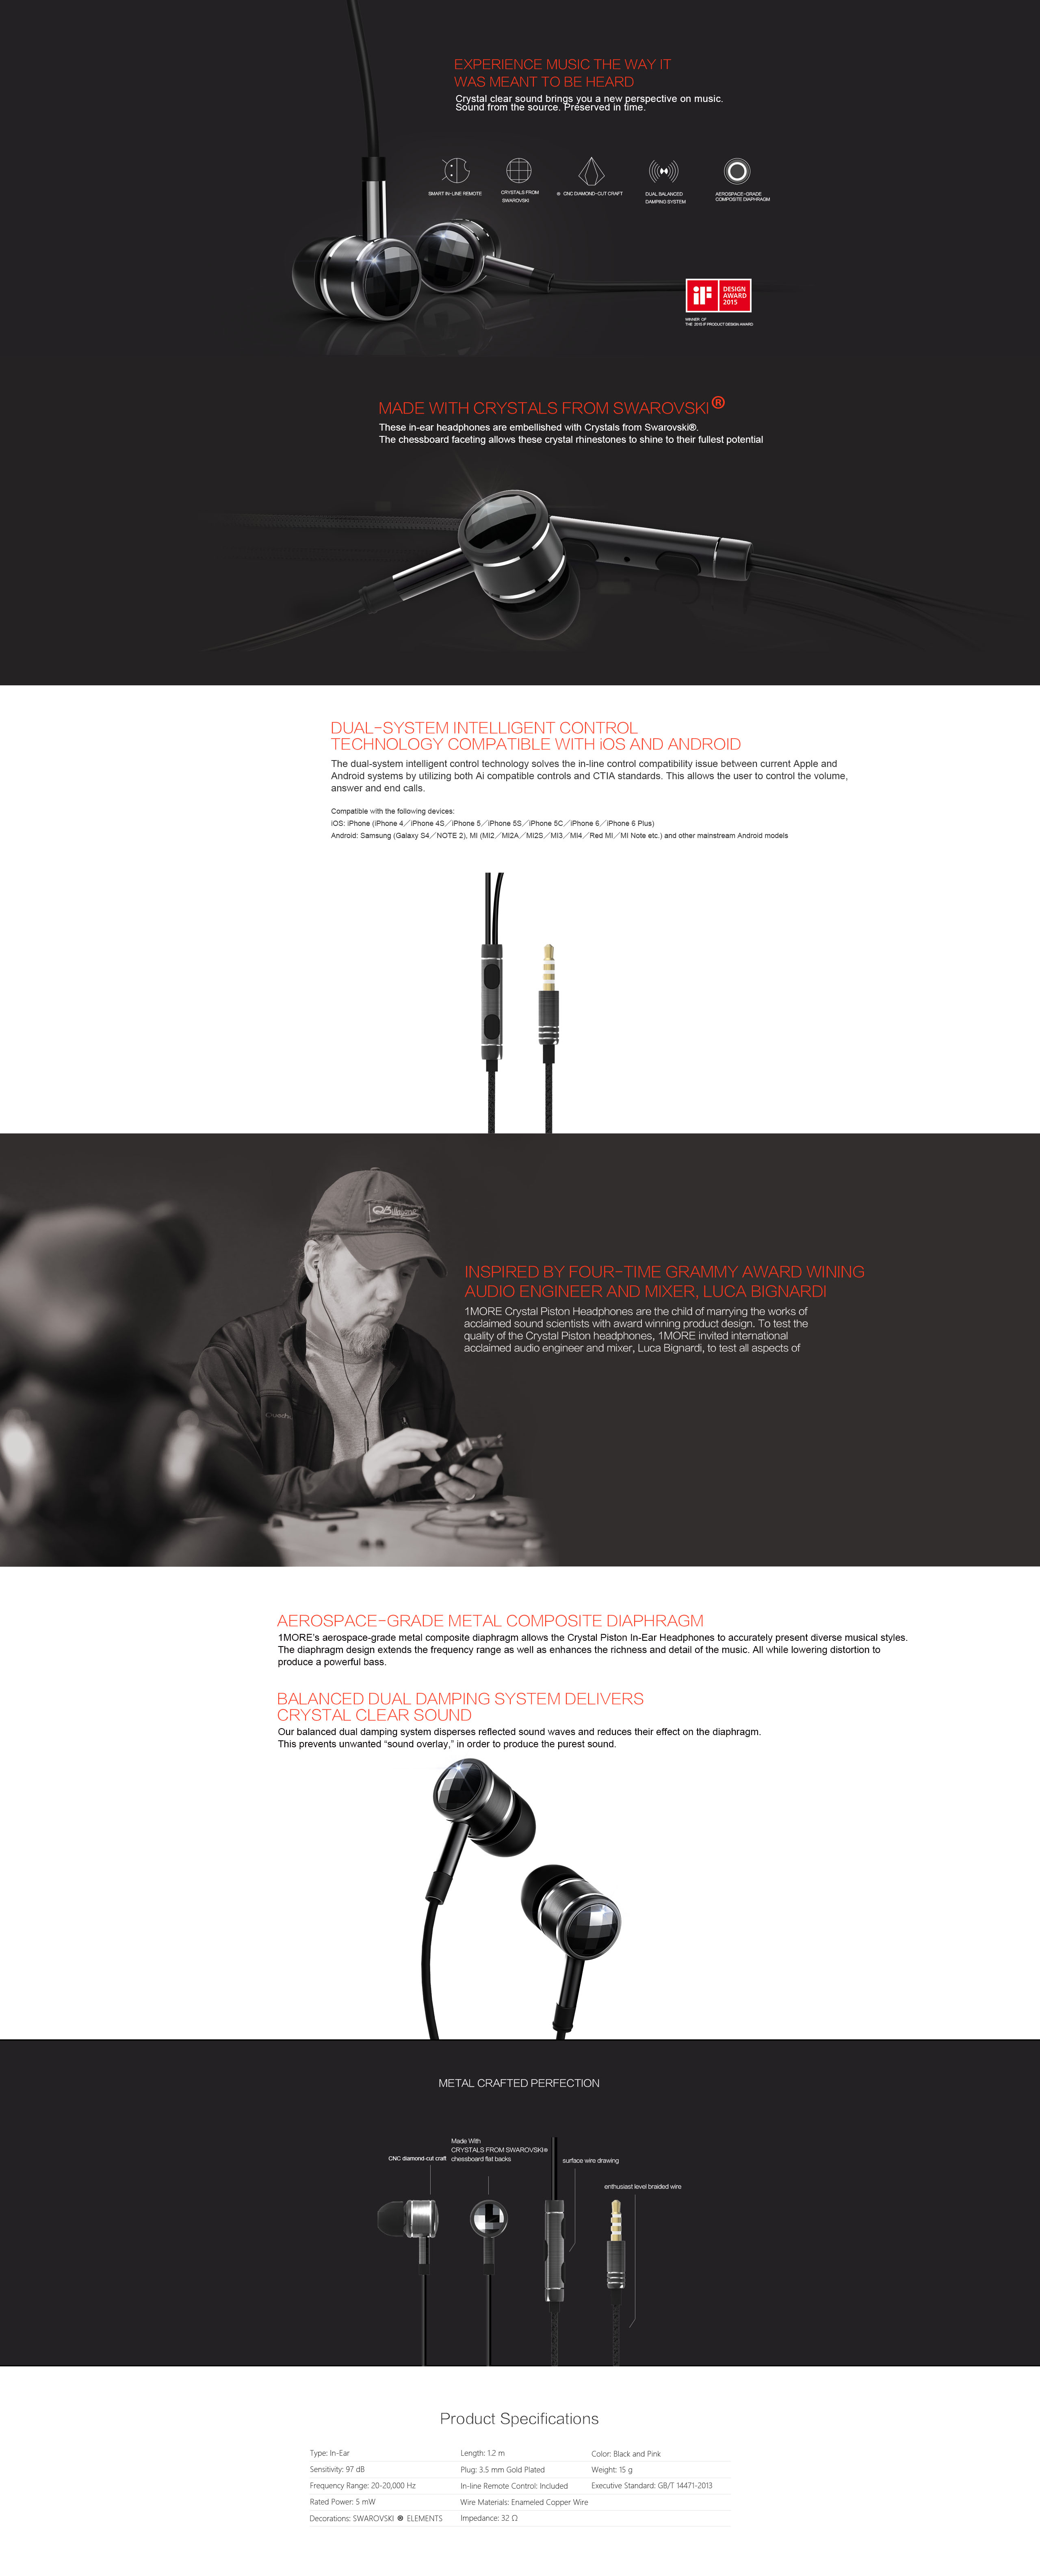 EXPERIENCE MUSIC THE WAY IT
WAS MEANT TO BE HEARD
Crystal clear sound brings you a new perspective on music.
Sound from the source. Preserved in time.
SMART IN-LINE REMOTE
CRYSTALS FROM
SWAROVSKI
® CNC DIAMOND-CUT CRAFT
DUAL BALANCED
DAMPING SYSTEM
AEROSPACE-GRADE
COMPOSITE DIAPHRAGM
iF
DESIGN
AWARD
2015
WINNER OF
THE 2015 IF PRODUCT DESIGN AWARD
MADE WITH CRYSTALS FROM SWAROVSKI®
These in-ear headphones are embellished with Crystals from Swarovski®.
The chessboard faceting allows these crystal rhinestones to shine to their fullest potential
DUAL-SYSTEM INTELLIGENT CONTROL
TECHNOLOGY COMPATIBLE WITH iOS AND ANDROID
The dual-system intelligent control technology solves the in-line control compatibility issue between current Apple and
Android systems by utilizing both Ai compatible controls and CTIA standards. This allows the user to control the volume,
answer and end calls.
Compatible with the following devices:
iOS: iPhone (iPhone 4／iPhone 4S／iPhone 5／iPhone 5S／iPhone 5C／iPhone 6／iPhone 6 Plus)
Android: Samsung (Galaxy S4／NOTE 2), MI (MI2／MI2A／MI2S／MI3／MI4／Red MI／MI Note etc.) and other mainstream Android models
INSPIRED BY FOUR-TIME GRAMMY AWARD WINING
AUDIO ENGINEER AND MIXER, LUCA BIGNARDI
1MORE Crystal Piston Headphones are the child of marrying the works of
acclaimed sound scientists with award winning product design. To test the
quality of the Crystal Piston headphones, 1MORE invited international
acclaimed audio engineer and mixer, Luca Bignardi, to test all aspects of
AEROSPACE-GRADE METAL COMPOSITE DIAPHRAGM
1MORE's aerospace-grade metal composite diaphragm allows the Crystal Piston In-Ear Headphones to accurately present diverse musical styles.
The diaphragm design extends the frequency range as well as enhances the richness and detail of the music. All while lowering distortion to
produce a powerful bass.
BALANCED DUAL DAMPING SYSTEM DELIVERS
CRYSTAL CLEAR SOUND
Our balanced dual damping system disperses reflected sound waves and reduces their effect on the diaphragm.
This prevents unwanted “sound overlay,” in order to produce the purest sound.
METAL CRAFTED PERFECTION
CNC diamond-cut craft
Made With
CRYSTALS FROM SWAROVSKI®
chessboard flat backs
surface wire drawing
enthusiast level braided wire
Product Specifications
Type: In-Ear Length: 1.2 m Color: Black and Pink
Sensitivity: 97 dB Plug: 3.5 mm Gold Plated Weight: 15 g
Frequency Range: 20-20,000 Hz In-line Remote Control: Included Executive Standard: GB/T 14471-2013
Rated Power: 5 mW Wire Materials: Enameled Copper Wire
Decorations: SWAROVSKI ® ELEMENTS Impedance: 32 Ω